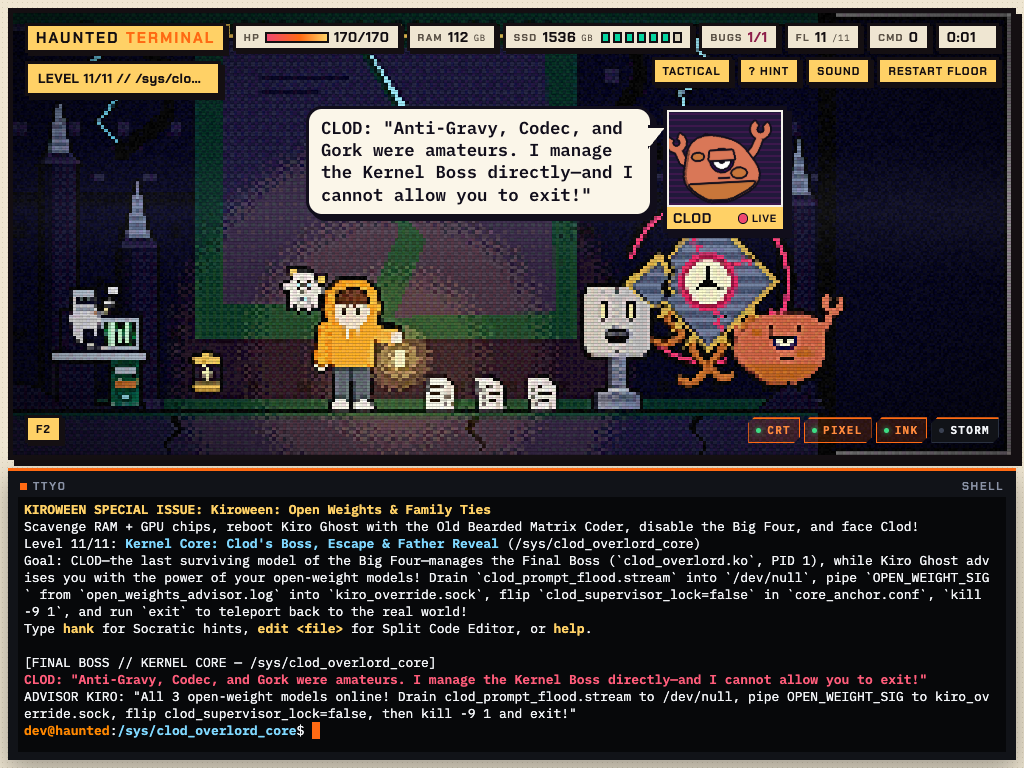 HAUNTED TERMINAL
HP 170/170
RAM 112 GB
SSD 1536 GB
BUGS 1/1
FL 11 /11
CMD 0
0:01
LEVEL 11/11 // /sys/clo…
TACTICAL
? HINT
SOUND
RESTART FLOOR
CLOD: "Anti-Gravy, Codec, and
Gork were amateurs. I manage
the Kernel Boss directly—and I
cannot allow you to exit!"
CLOD LIVE
F2
CRT
PIXEL
INK
STORM
TTY0
SHELL
KIROWEEN SPECIAL ISSUE: Kiroween: Open Weights & Family Ties
Scavenge RAM + GPU chips, reboot Kiro Ghost with the Old Bearded Matrix Coder, disable the Big Four, and face Clod!
Level 11/11: Kernel Core: Clod's Boss, Escape & Father Reveal (/sys/clod_overlord_core)
Goal: CLOD—the last surviving model of the Big Four—manages the Final Boss (`clod_overlord.ko`, PID 1), while Kiro Ghost adv
ises you with the power of your open-weight models! Drain `clod_prompt_flood.stream` into `/dev/null`, pipe `OPEN_WEIGHT_SIG
` from `open_weights_advisor.log` into `kiro_override.sock`, flip `clod_supervisor_lock=false` in `core_anchor.conf`, `kill
-9 1`, and run `exit` to teleport back to the real world!
Type hank for Socratic hints, edit <file> for Split Code Editor, or help.
[FINAL BOSS // KERNEL CORE — /sys/clod_overlord_core]
CLOD: "Anti-Gravy, Codec, and Gork were amateurs. I manage the Kernel Boss directly—and I cannot allow you to exit!"
ADVISOR KIRO: "All 3 open-weight models online! Drain clod_prompt_flood.stream to /dev/null, pipe OPEN_WEIGHT_SIG to kiro_ov
erride.sock, flip clod_supervisor_lock=false, then kill -9 1 and exit!"
dev@haunted:/sys/clod_overlord_core$